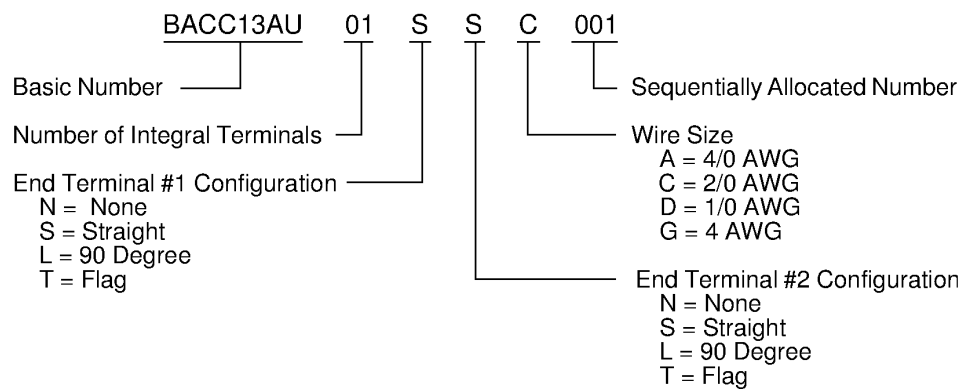 BACC13AU 01 S S C 001
Basic Number
Sequentially Allocated Number
Number of Integral Terminals
Wire Size
A = 4/0 AWG
C = 2/0 AWG
D = 1/0 AWG
G = 4 AWG
End Terminal #1 Configuration
N = None
S = Straight
L = 90 Degree
T = Flag
End Terminal #2 Configuration
N = None
S = Straight
L = 90 Degree
T = Flag